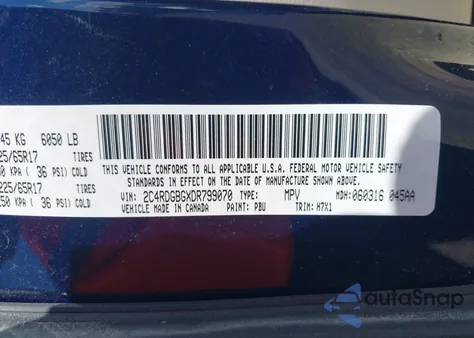 45 KG 6050 LB
25/65R17 TIRES
0 KPA ( 36 PSI) COLD
225/65R17 TIRES
250 KPA ( 36 PSI) COLD
THIS VEHICLE CONFORMS TO ALL APPLICABLE U.S.A. FEDERAL MOTOR VEHICLE SAFETY
STANDARDS IN EFFECT ON THE DATE OF MANUFACTURE SHOWN ABOVE.
VIN: 2C4RDGBGXDR799070 TYPE: MPV MDH: 060316 045AA
VEHICLE MADE IN CANADA PAINT: PBU TRIM: H7X1
autoSnap